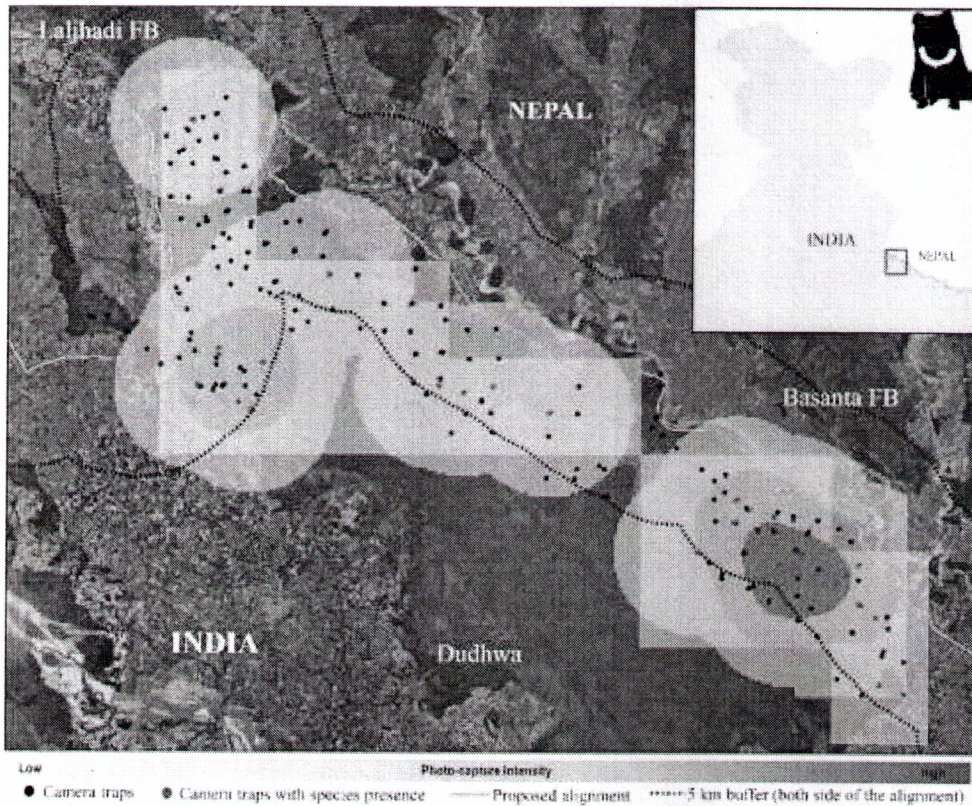 Laljhadi FB
NEPAL
INDIA
NEPAL
Basanta FB
INDIA
Dudhwa
Low Photo-capture intensity High
Camera traps Camera traps with species presence Proposed alignment 5 km buffer (both side of the alignment)